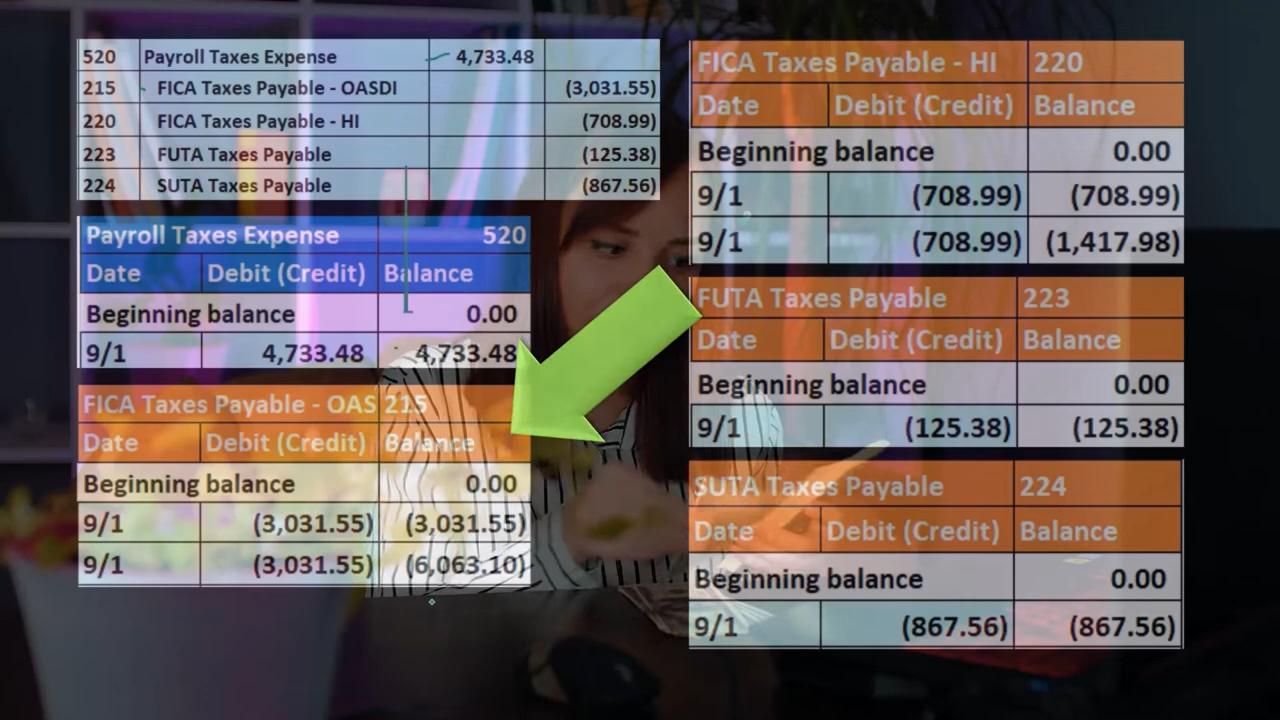 520 Payroll Taxes Expense 4,733.48
215 FICA Taxes Payable - OASDI (3,031.55)
220 FICA Taxes Payable - HI (708.99)
223 FUTA Taxes Payable (125.38)
224 SUTA Taxes Payable (867.56)
Payroll Taxes Expense 520
Date Debit (Credit) Balance
Beginning balance 0.00
9/1 4,733.48 4,733.48
FICA Taxes Payable - OAS 215
Date Debit (Credit) Balance
Beginning balance 0.00
9/1 (3,031.55) (3,031.55)
9/1 (3,031.55) (6,063.10)
FICA Taxes Payable - HI 220
Date Debit (Credit) Balance
Beginning balance 0.00
9/1 (708.99) (708.99)
9/1 (708.99) (1,417.98)
FUTA Taxes Payable 223
Date Debit (Credit) Balance
Beginning balance 0.00
9/1 (125.38) (125.38)
SUTA Taxes Payable 224
Date Debit (Credit) Balance
Beginning balance 0.00
9/1 (867.56) (867.56)